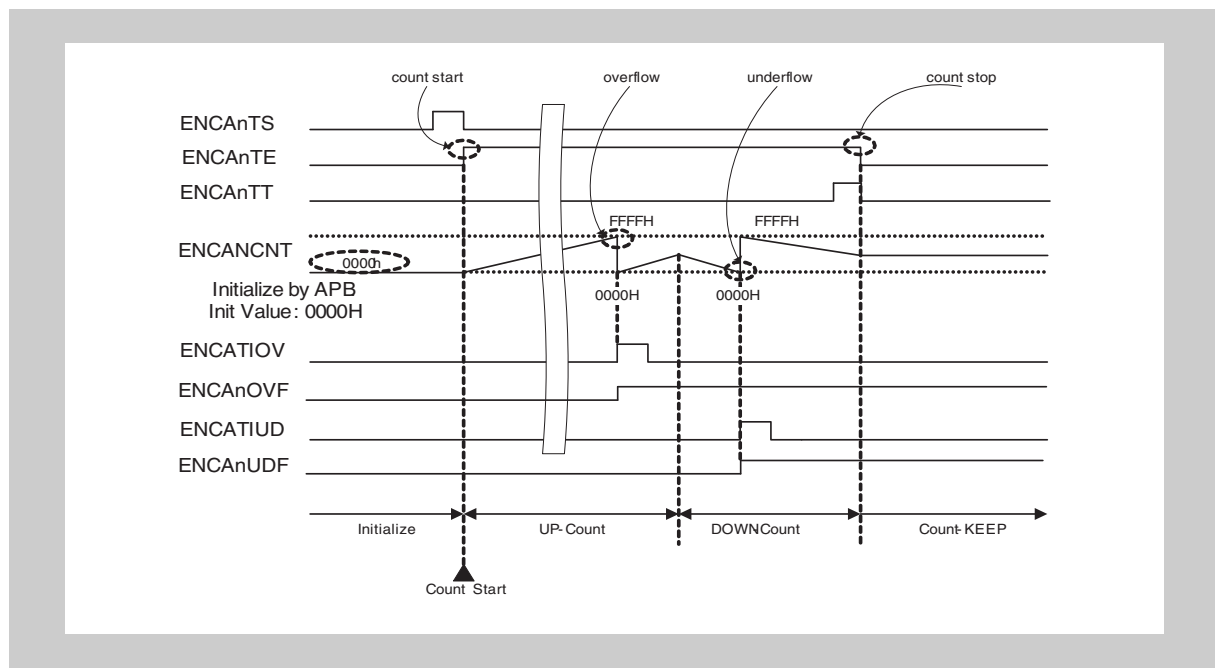 count start
overflow
underflow
count stop
ENCAnTS
ENCAnTE
ENCAnTT
FFFFH
FFFFH
ENCANCNT
0000h
Initialize by APB
Init Value: 0000H
0000H
0000H
ENCATIOV
ENCAnOVF
ENCATIUD
ENCAnUDF
Initialize
UP-Count
DOWNCount
Count-KEEP
Count Start